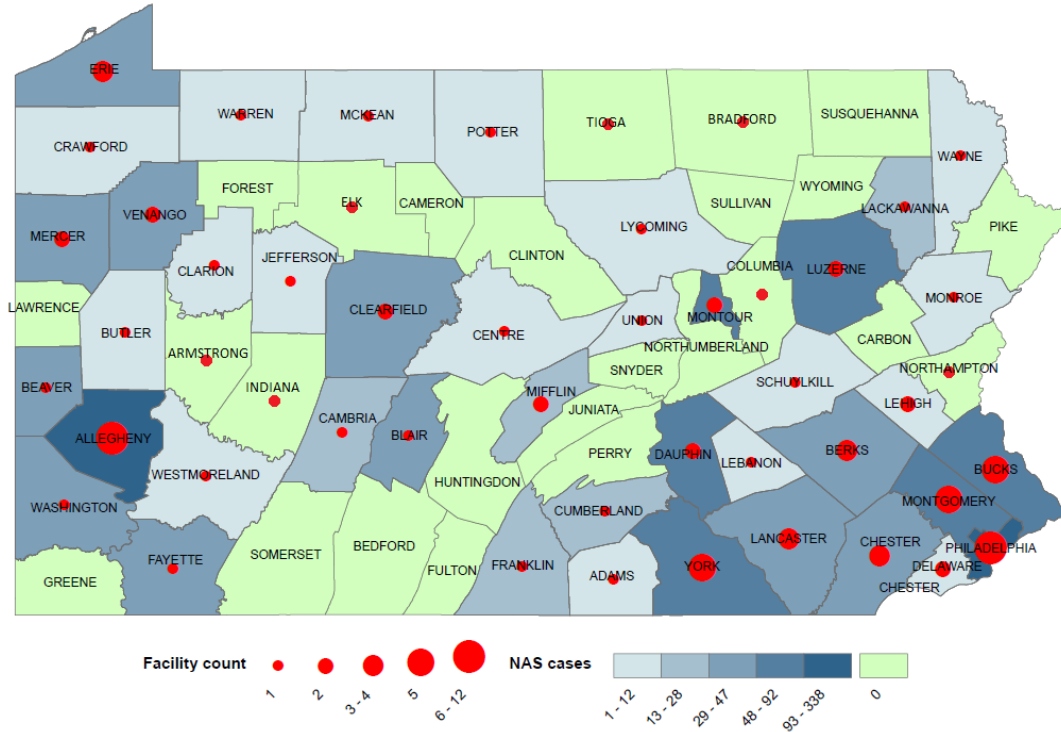 ERIE
WARREN
MCKEAN
POTTER
TIOGA
BRADFORD
SUSQUEHANNA
CRAWFORD
WAYNE
FOREST
ELK
CAMERON
WYOMING
SULLIVAN
LACKAWANNA
VENANGO
MERCER
LYCOMING
PIKE
CLARION
JEFFERSON
CLINTON
COLUMBIA
LUZERNE
LAWRENCE
CLEARFIELD
MONROE
BUTLER
CENTRE
UNION
MONTOUR
CARBON
ARMSTRONG
NORTHUMBERLAND
SNYDER
NORTHAMPTON
BEAVER
INDIANA
MIFFLIN
SCHUYLKILL
JUNIATA
LEHIGH
CAMBRIA
ALLEGHENY
BLAIR
DAUPHIN
PERRY
LEBANON
BERKS
WESTMORELAND
HUNTINGDON
BUCKS
WASHINGTON
CUMBERLAND
MONTGOMERY
LANCASTER
CHESTER
PHILADELPHIA
SOMERSET
BEDFORD
FAYETTE
FULTON
FRANKLIN
YORK
DELAWARE
GREENE
ADAMS
CHESTER
Facility count
1
2
3 - 4
5
6 - 12
NAS cases
1 - 12
13 - 28
29 - 47
48 - 92
93 - 338
0